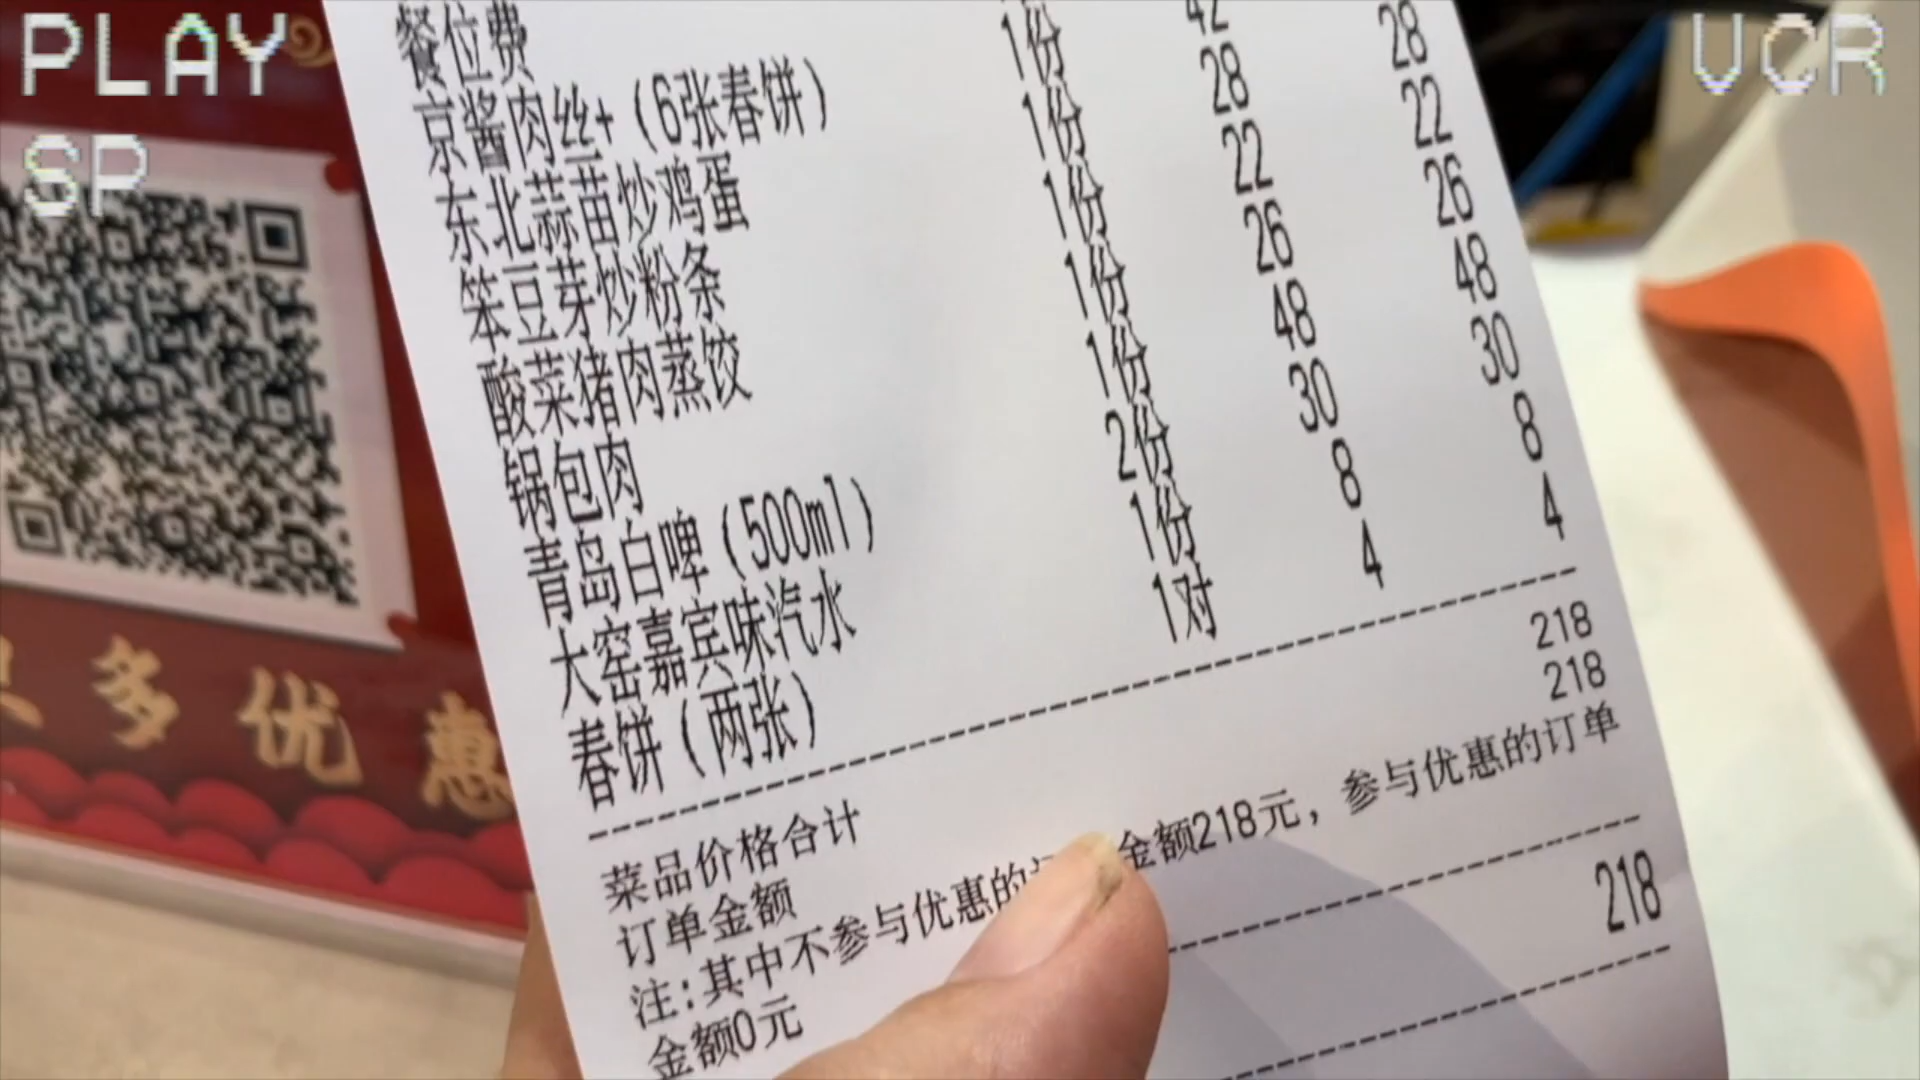 PLAY
VCR
SP
多优惠
餐位费
京酱肉丝+（6张春饼） 1份 42
东北蒜苗炒鸡蛋 1份 28 28
笨豆芽炒粉条 1份 22 22
酸菜猪肉蒸饺 1份 26 26
锅包肉 1份 48 48
青岛白啤（500ml） 2份 30 30
大窑嘉宾味汽水 1份 8 8
春饼（两张） 1对 4 4
菜品价格合计 218
订单金额 218
注:其中不参与优惠的 金额218元，参与优惠的订单
金额0元
218